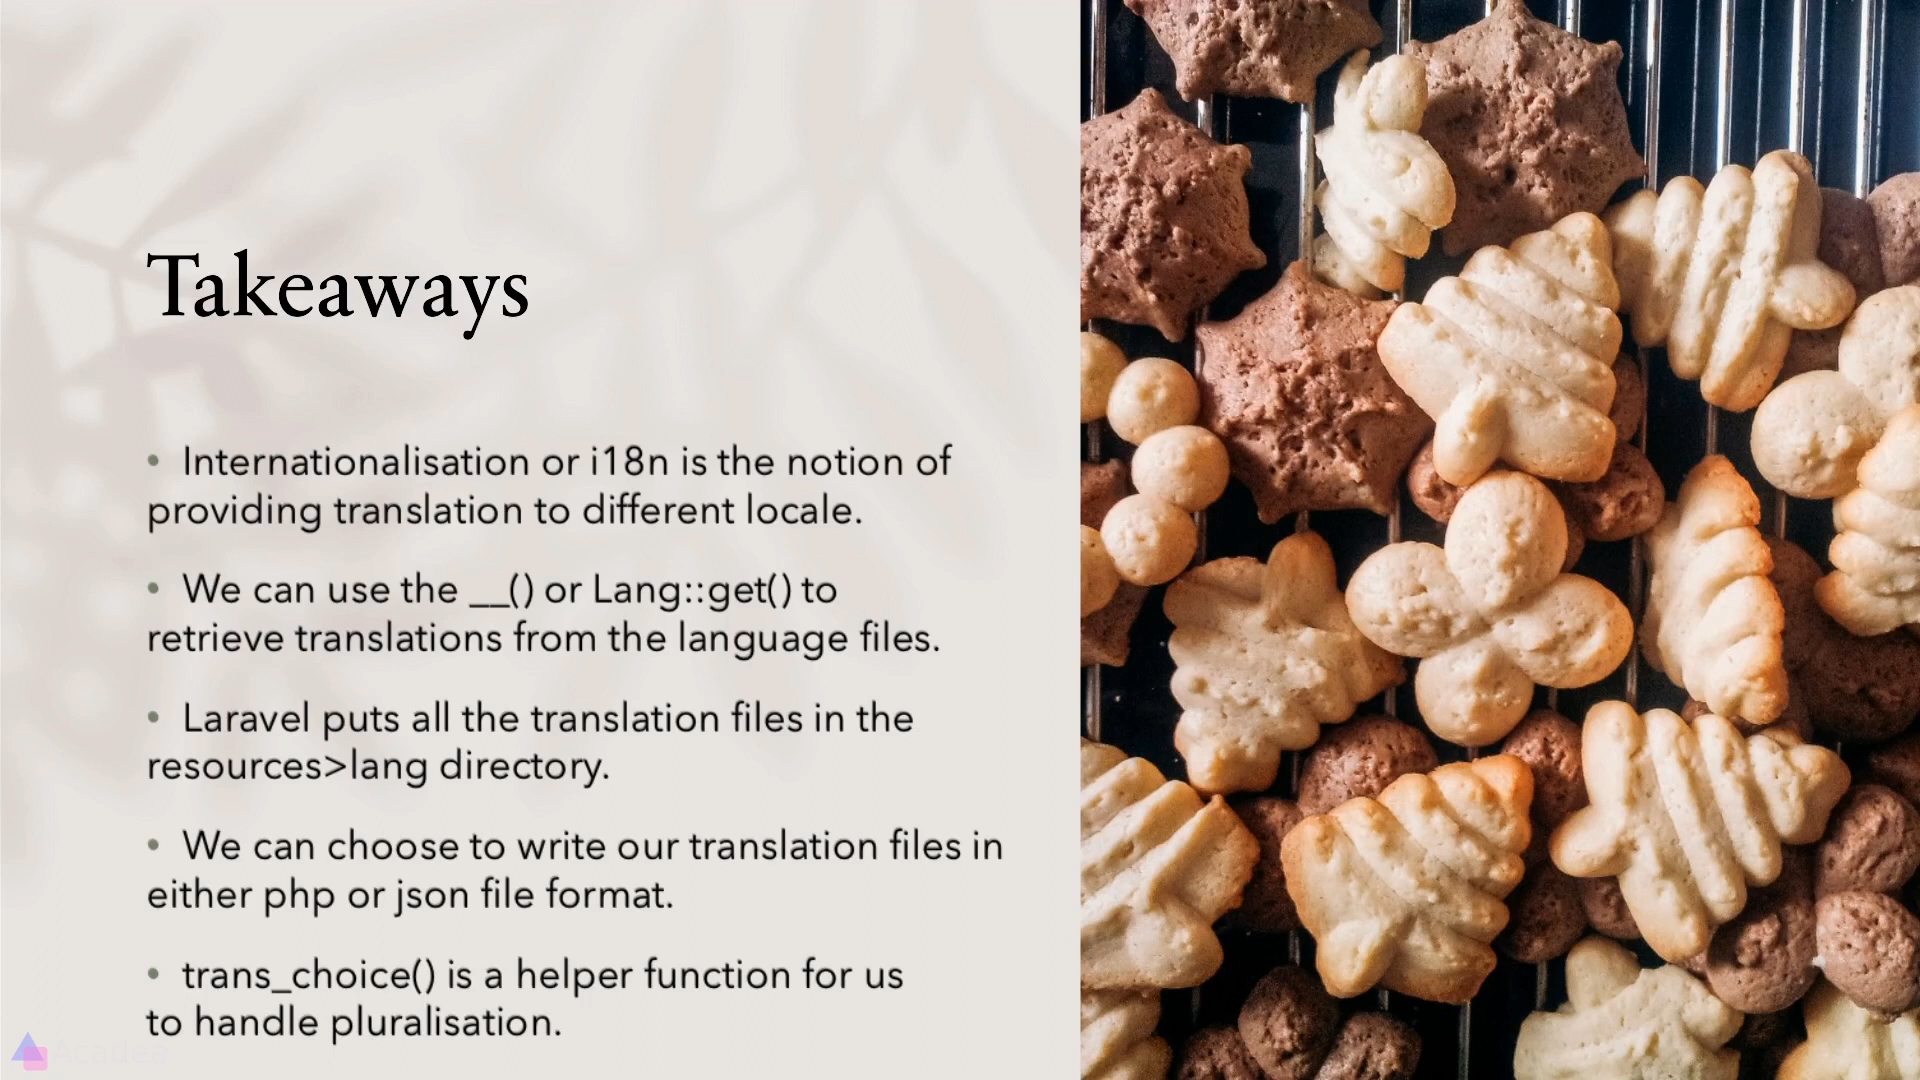 Takeaways
• Internationalisation or i18n is the notion of
providing translation to different locale.
• We can use the __() or Lang::get() to
retrieve translations from the language files.
• Laravel puts all the translation files in the
resources>lang directory.
• We can choose to write our translation files in
either php or json file format.
• trans_choice() is a helper function for us
to handle pluralisation.